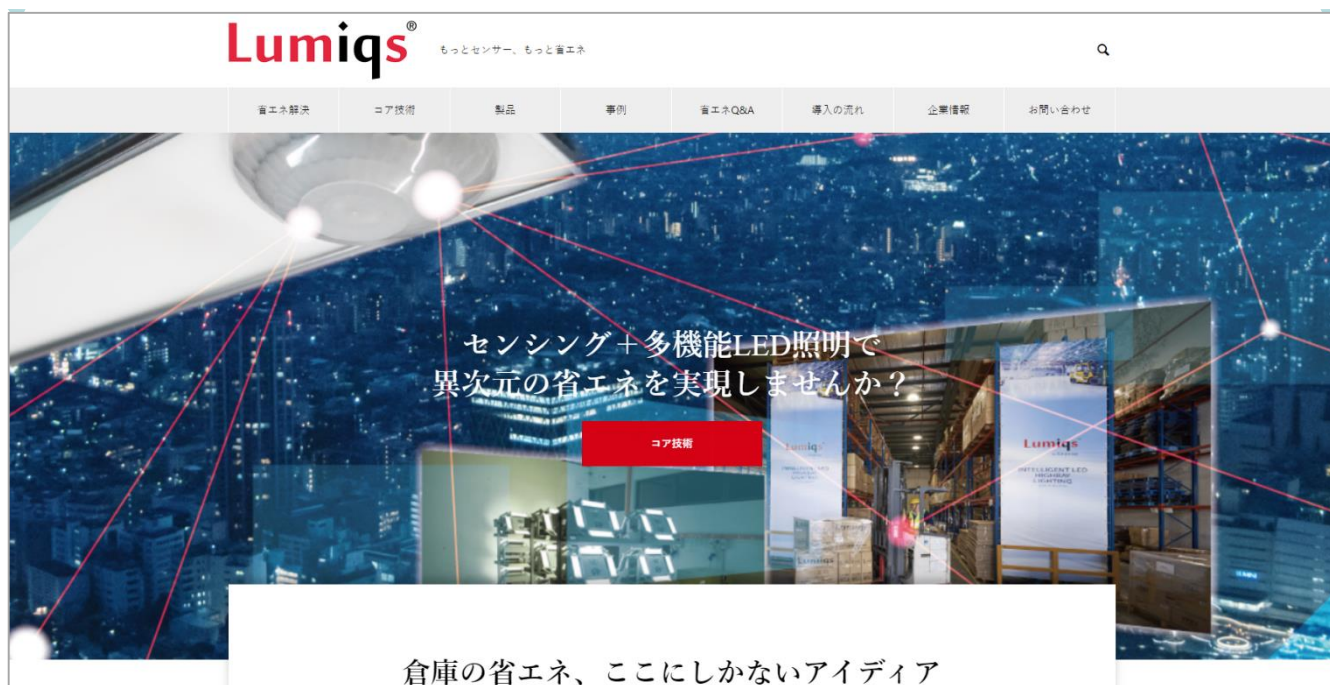 Lumiqs®
もっとセンサー、もっと省エネ
省エネ解決
コア技術
製品
事例
省エネQ&A
導入の流れ
企業情報
お問い合わせ
センシング＋多機能LED照明で
異次元の省エネを実現しませんか？
コア技術
Lumiqs
Lumiqs
INTELLIGENT LED
HIGHBAY
LIGHTING
倉庫の省エネ、ここにしかないアイディア